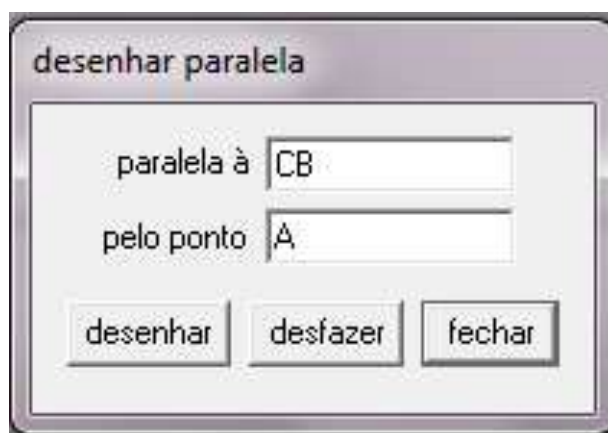 desenhar paralela
paralela à CB
pelo ponto A
desenhar desfazer fechar